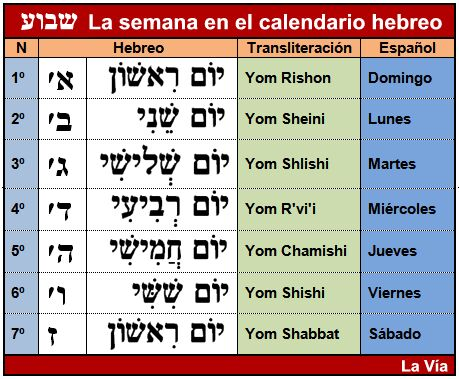 שבוע La semana en el calendario hebreo
N Hebreo Transliteración Español
1º א׳ יוֹם רִאשׁוֹן Yom Rishon Domingo
2º ב׳ יוֹם שֵׁנִי Yom Sheini Lunes
3º ג׳ יוֹם שְׁלִישִׁי Yom Shlishi Martes
4º ד׳ יוֹם רְבִיעִי Yom R'vi'i Miércoles
5º ה׳ יוֹם חֲמִישִׁי Yom Chamishi Jueves
6º ו׳ יוֹם שִׁשִּׁי Yom Shishi Viernes
7º ז יוֹם רִאשׁוֹן Yom Shabbat Sábado
La Vía